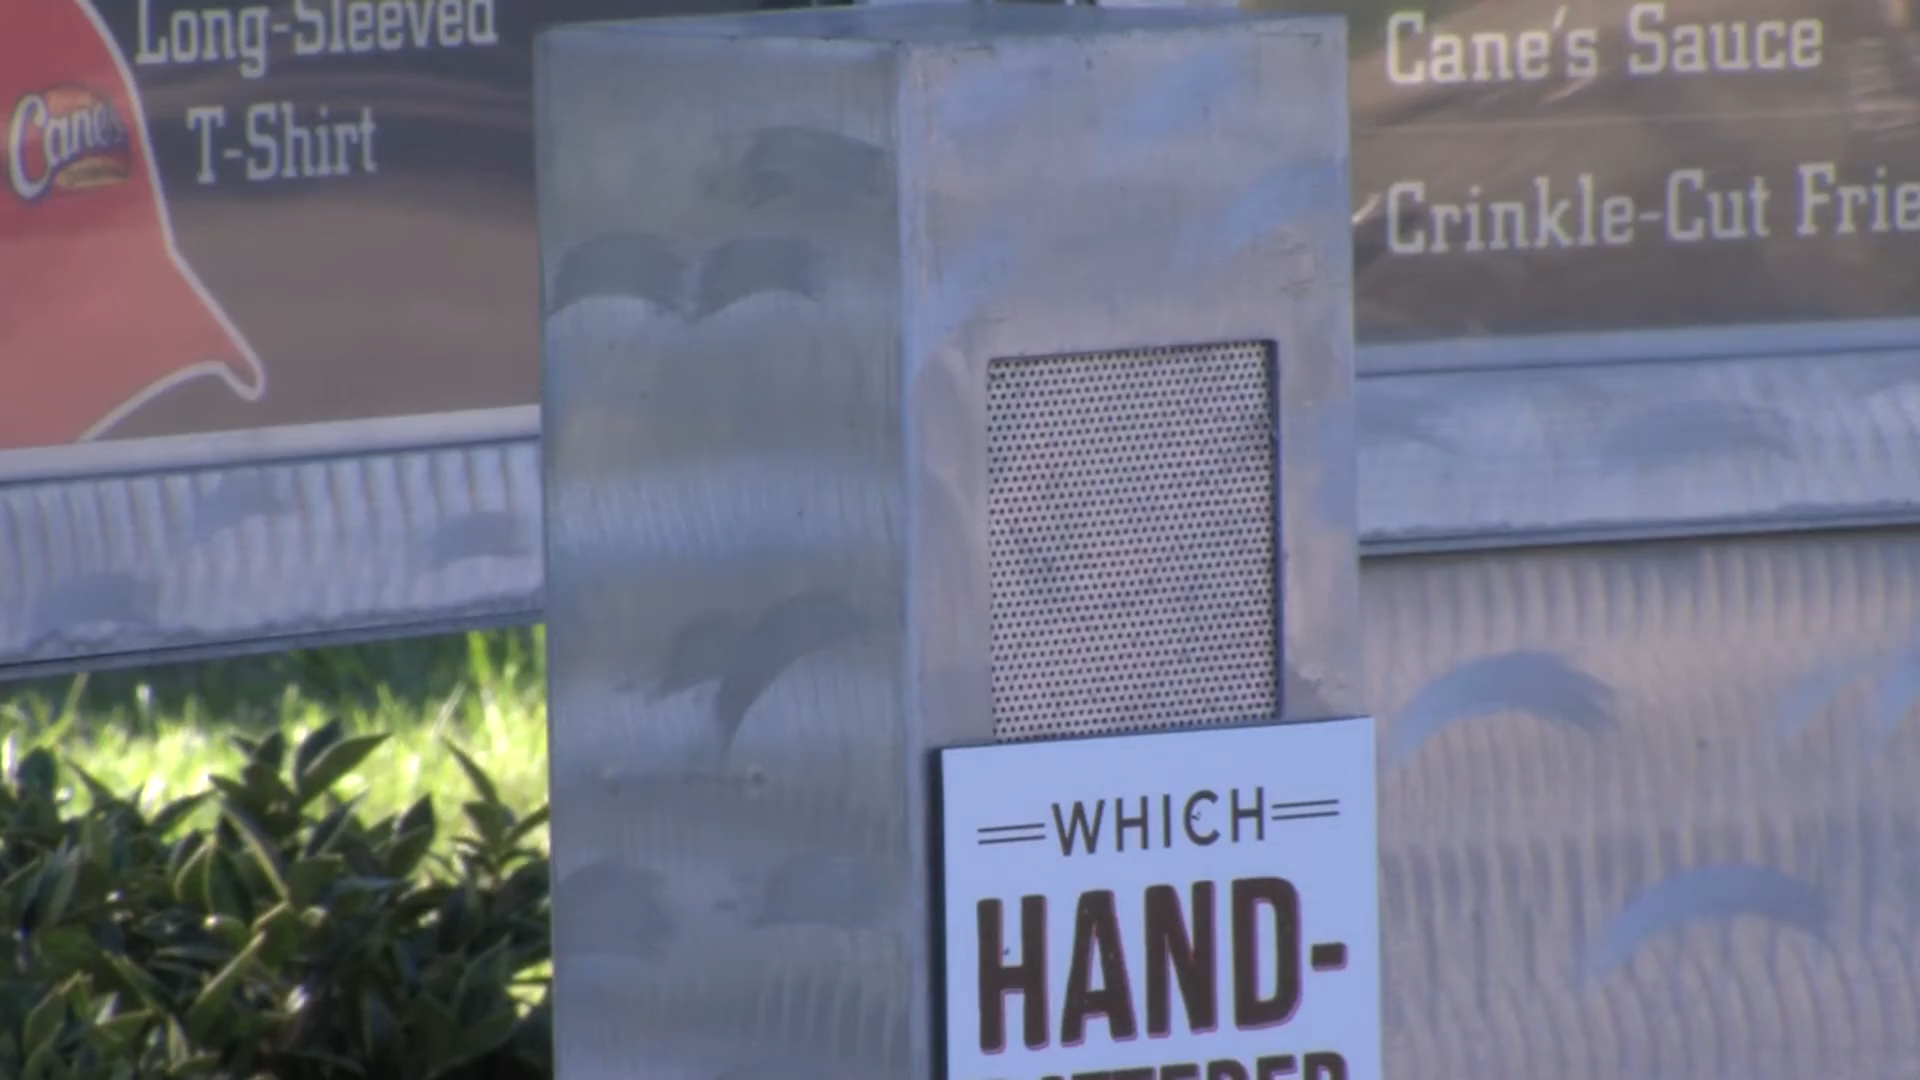 Long-Sleeved
T-Shirt
Cane's
Cane's Sauce
Crinkle-Cut Frie
WHICH
HAND-